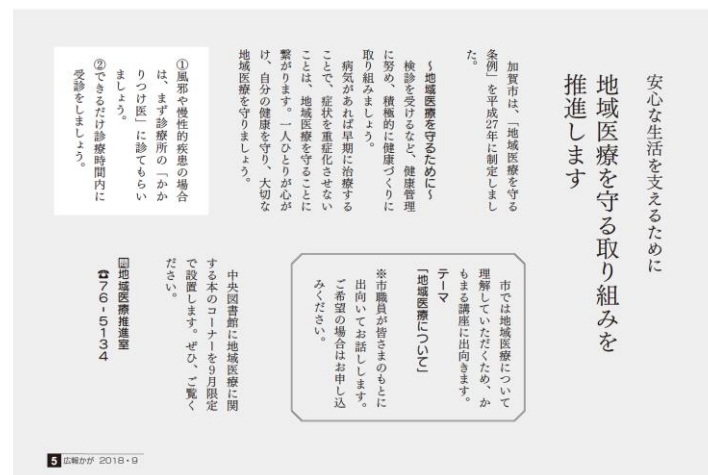 安心な生活を支えるために
地域医療を守る取り組みを
推進します
加賀市は、「地域医療を守る
条例」を平成27年に制定しまし
た。
～地域医療を守るために～
検診を受けるなど、健康管理
に努め、積極的に健康づくりに
取り組みましょう。
病気があれば早期に治療する
ことで、症状を重症化させない
ことは、地域医療を守ることに
繋がります。一人ひとりが心が
け、自分の健康を守り、大切な
地域医療を守りましょう。
①風邪や慢性的疾患の場合
は、まず診療所の「かか
りつけ医」に診てもらい
ましょう。
②できるだけ診療時間内に
受診をしましょう。
市では地域医療について
理解していただくため、か
もまる講座に出向きます。
テーマ
「地域医療について」
※市職員が皆さまのもとに
出向いてお話しします。
ご希望の場合はお申し込
みください。
中央図書館に地域医療に関
する本のコーナーを9月限定
で設置します。ぜひ、ご覧く
ださい。
問地域医療推進室
☎76-5134
5 広報かが 2018・9